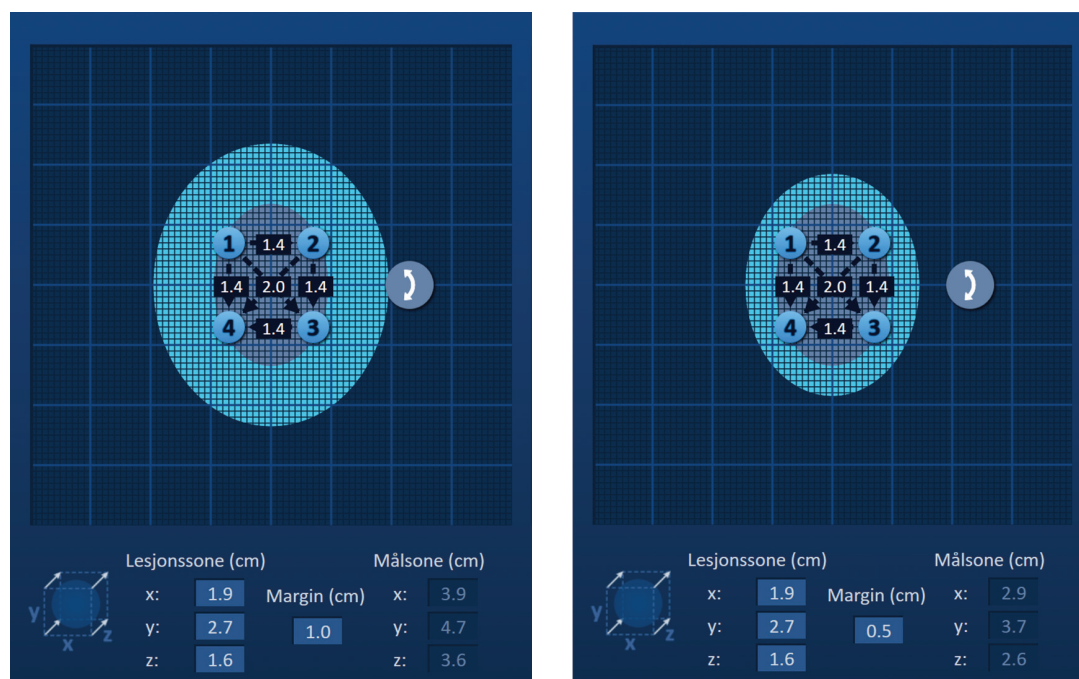 1 1.4 2
1.4 2.0 1.4
4 1.4 3
Lesjonssone (cm) Målsone (cm)
x: 1.9 Margin (cm) x: 3.9
y: 2.7 1.0 y: 4.7
z: 1.6 z: 3.6
y x z
1 1.4 2
1.4 2.0 1.4
4 1.4 3
Lesjonssone (cm) Målsone (cm)
x: 1.9 Margin (cm) x: 2.9
y: 2.7 0.5 y: 3.7
z: 1.6 z: 2.6
y x z